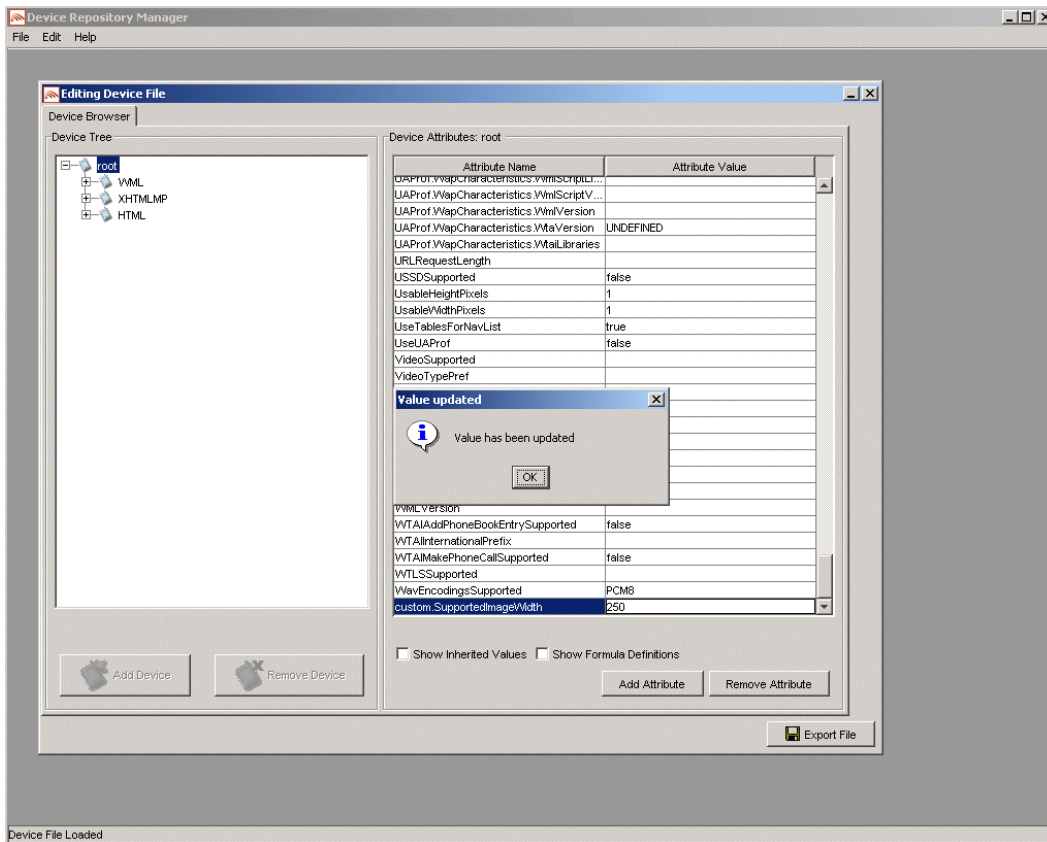 Device Repository Manager
File Edit Help
Editing Device File
Device Browser
Device Tree
root
WML
XHTMLMP
HTML
Add Device
Remove Device
Device Attributes: root
Attribute Name Attribute Value
UAProf.WapCharacteristics.WmlScriptLi...
UAProf.WapCharacteristics.WmlScriptV...
UAProf.WapCharacteristics.WmlVersion
UAProf.WapCharacteristics.WtaVersion UNDEFINED
UAProf.WapCharacteristics.WtaiLibraries
URLRequestLength
USSDSupported false
UsableHeightPixels 1
UsableWidthPixels 1
UseTablesForNavList true
UseUAProf false
VideoSupported
VideoTypePref
Value updated
Value has been updated
OK
WMLVersion
WTAIAddPhoneBookEntrySupported false
WTAIInternationalPrefix
WTAIMakePhoneCallSupported false
WTLSSupported
WavEncodingsSupported PCM8
custom.SupportedImageWidth 250
Show Inherited Values Show Formula Definitions
Add Attribute Remove Attribute
Export File
Device File Loaded